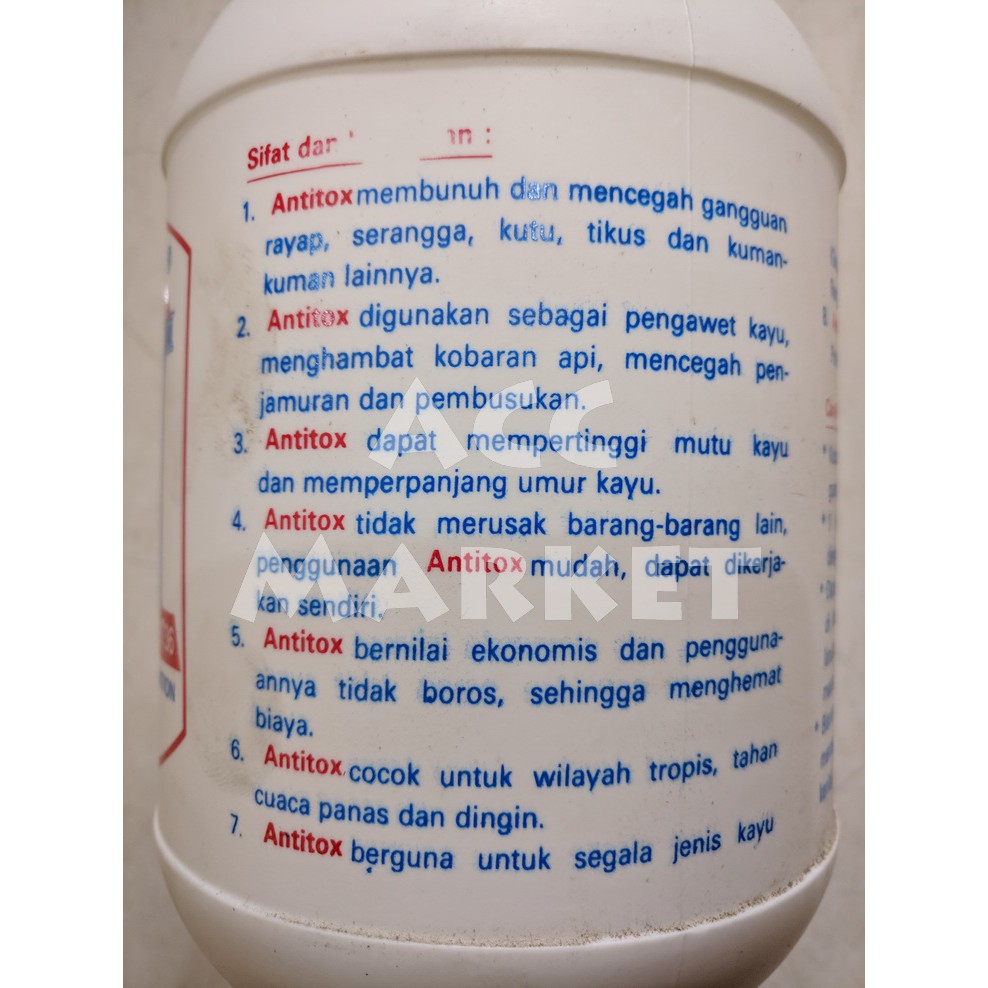 Sifat dan
1. Antitox membunuh dan mencegah gangguan
rayap, serangga, kutu, tikus dan kuman-
kuman lainnya.
2. Antitox digunakan sebagai pengawet kayu,
menghambat kobaran api, mencegah pen-
jamuran dan pembusukan.
3. Antitox dapat mempertinggi mutu kayu
dan memperpanjang umur kayu.
4. Antitox tidak merusak barang-barang lain,
penggunaan Antitox mudah, dapat dikerja-
kan sendiri.
5. Antitox bernilai ekonomis dan pengguna-
annya tidak boros, sehingga menghemat
biaya.
6. Antitox cocok untuk wilayah tropis, tahan
cuaca panas dan dingin.
7. Antitox berguna untuk segala jenis kayu
ACC
MARKET